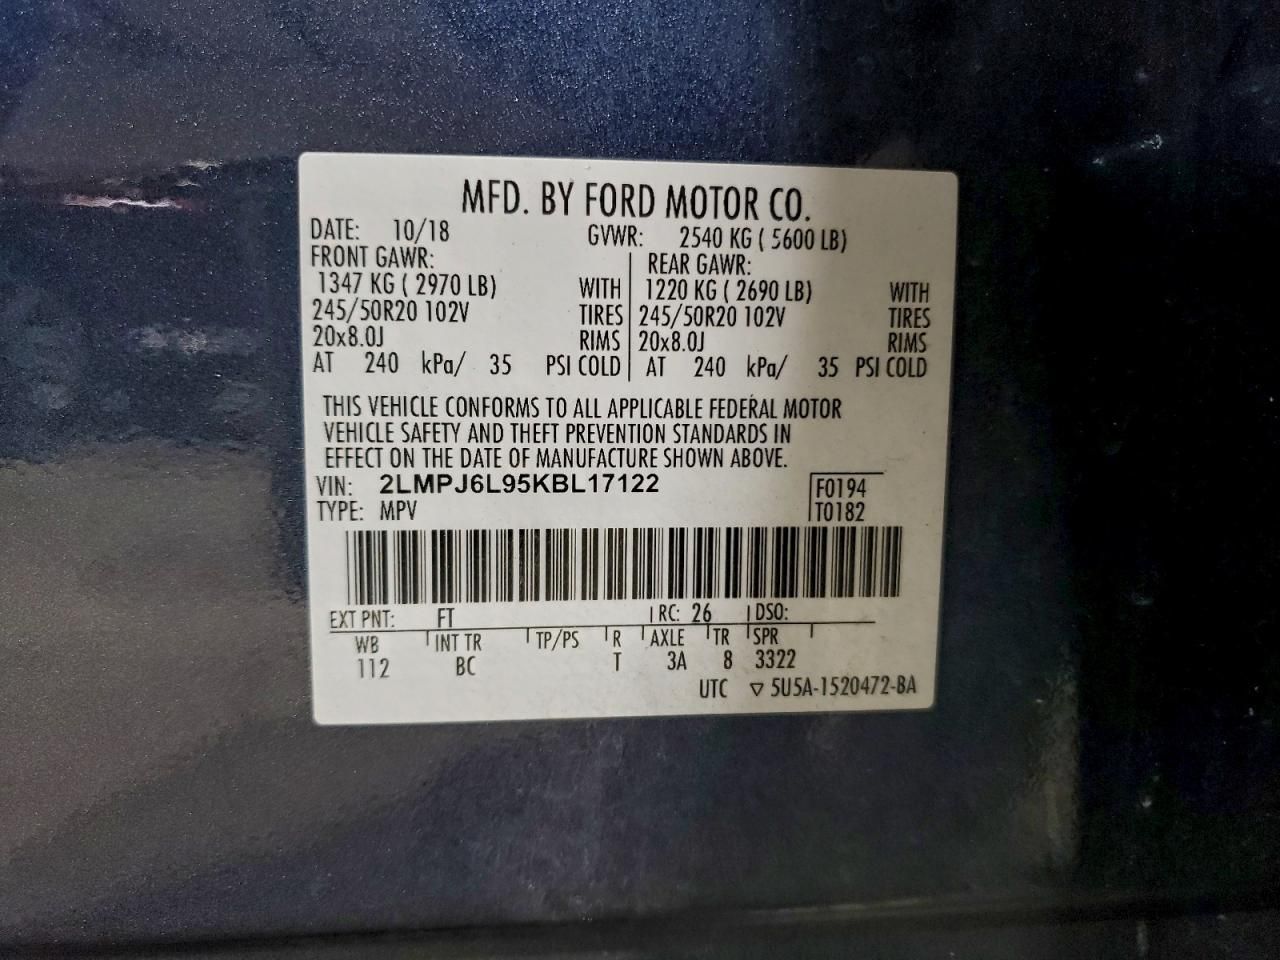 MFD. BY FORD MOTOR CO.
DATE: 10/18 GVWR: 2540 KG ( 5600 LB)
FRONT GAWR: REAR GAWR:
1347 KG ( 2970 LB) WITH 1220 KG ( 2690 LB) WITH
245/50R20 102V TIRES 245/50R20 102V TIRES
20x8.0J RIMS 20x8.0J RIMS
AT 240 kPa/ 35 PSI COLD AT 240 kPa/ 35 PSI COLD
THIS VEHICLE CONFORMS TO ALL APPLICABLE FEDERAL MOTOR
VEHICLE SAFETY AND THEFT PREVENTION STANDARDS IN
EFFECT ON THE DATE OF MANUFACTURE SHOWN ABOVE.
VIN: 2LMPJ6L95KBL17122 F0194
TYPE: MPV T0182
EXT PNT: FT RC: 26 DSO:
WB INT TR TP/PS R AXLE TR SPR
112 BC T 3A 8 3322
UTC ▽ 5U5A-1520472-BA